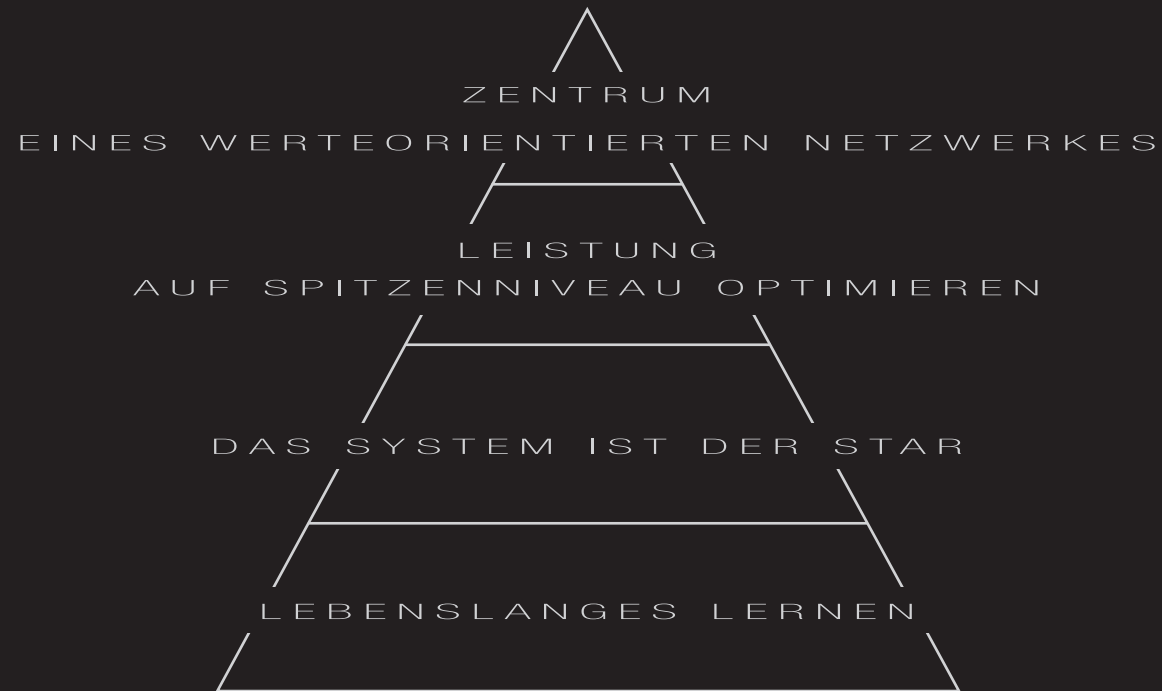 ZENTRUM
EINES WERTEORIENTIERTEN NETZWERKES
LEISTUNG
AUF SPITZENNIVEAU OPTIMIEREN
DAS SYSTEM IST DER STAR
LEBENSLANGES LERNEN